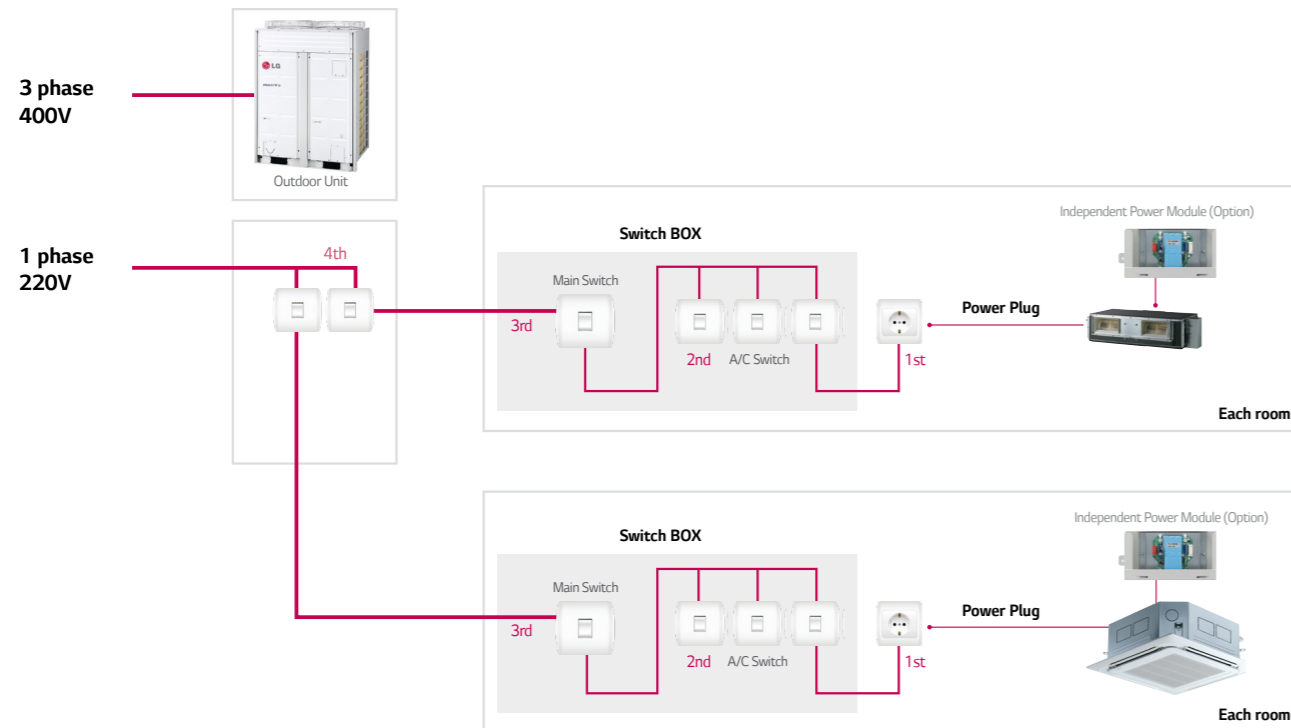 3 phase
400V
LG
Outdoor Unit
1 phase
220V
4th
Switch BOX
Main Switch
3rd
2nd
A/C Switch
1st
Power Plug
Independent Power Module (Option)
Each room
Switch BOX
Main Switch
3rd
2nd
A/C Switch
1st
Power Plug
Independent Power Module (Option)
Each room